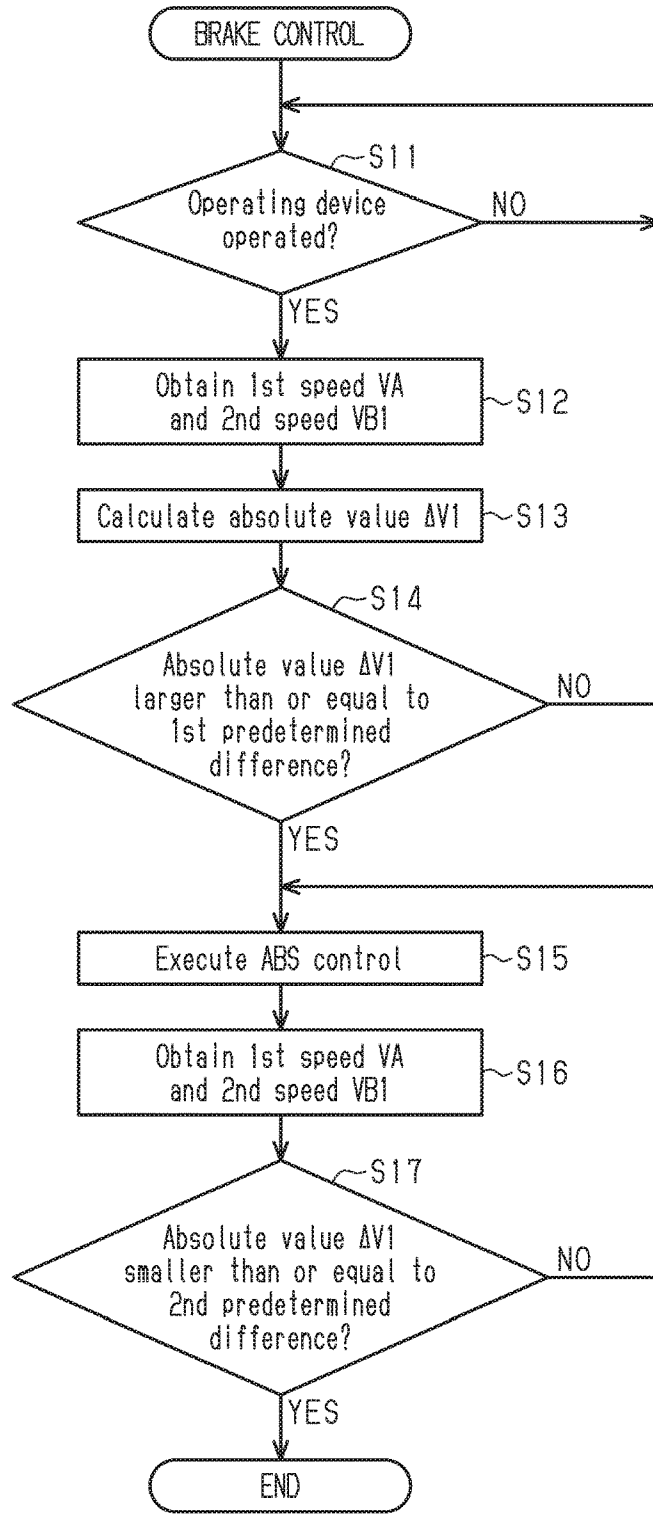 BRAKE CONTROL
S11
Operating device
operated?
NO
YES
Obtain 1st speed VA
and 2nd speed VB1
S12
Calculate absolute value ΔV1
S13
S14
Absolute value ΔV1
larger than or equal to
1st predetermined
difference?
NO
YES
Execute ABS control
S15
Obtain 1st speed VA
and 2nd speed VB1
S16
S17
Absolute value ΔV1
smaller than or equal to
2nd predetermined
difference?
NO
YES
END